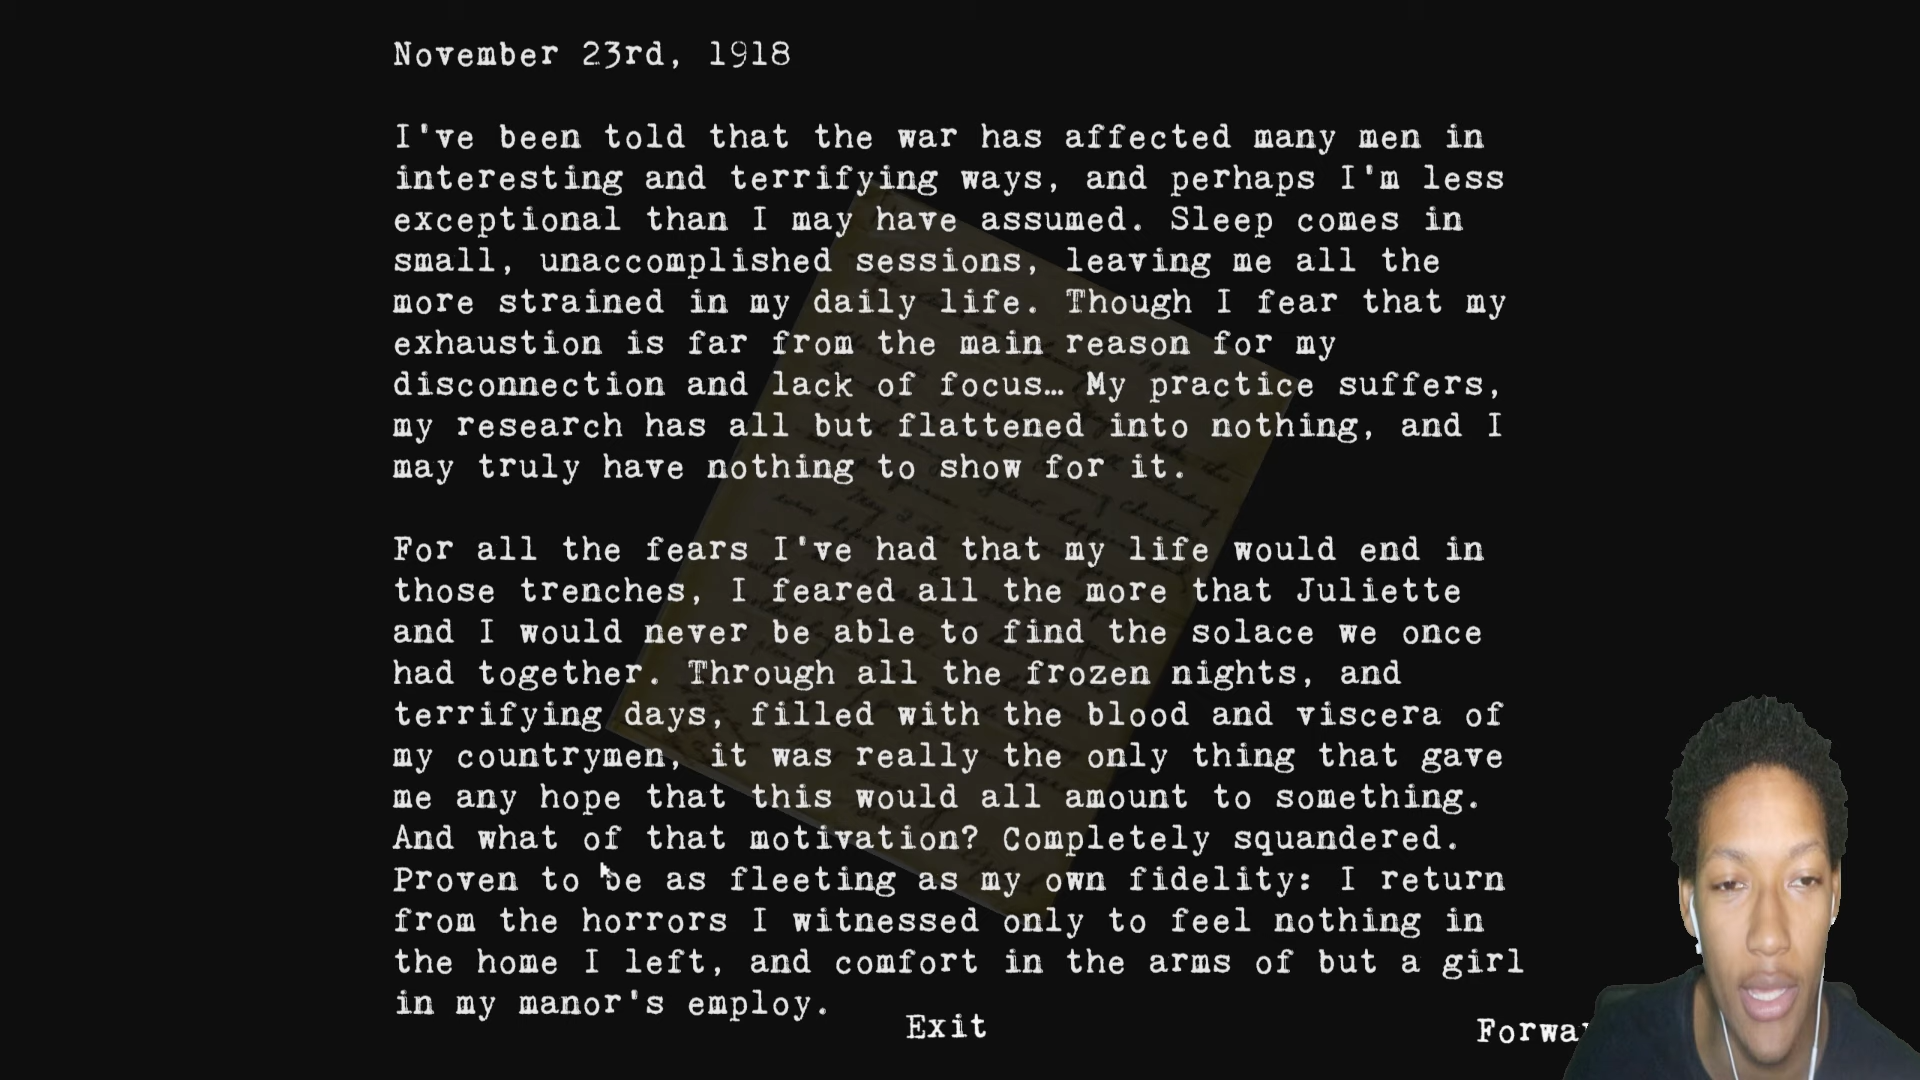 November 23rd, 1918
I've been told that the war has affected many men in
interesting and terrifying ways, and perhaps I'm less
exceptional than I may have assumed. Sleep comes in
small, unaccomplished sessions, leaving me all the
more strained in my daily life. Though I fear that my
exhaustion is far from the main reason for my
disconnection and lack of focus… My practice suffers,
my research has all but flattened into nothing, and I
may truly have nothing to show for it.
For all the fears I've had that my life would end in
those trenches, I feared all the more that Juliette
and I would never be able to find the solace we once
had together. Through all the frozen nights, and
terrifying days, filled with the blood and viscera of
my countrymen, it was really the only thing that gave
me any hope that this would all amount to something.
And what of that motivation? Completely squandered.
Proven to be as fleeting as my own fidelity: I return
from the horrors I witnessed only to feel nothing in
the home I left, and comfort in the arms of but a girl
in my manor's employ.
Exit